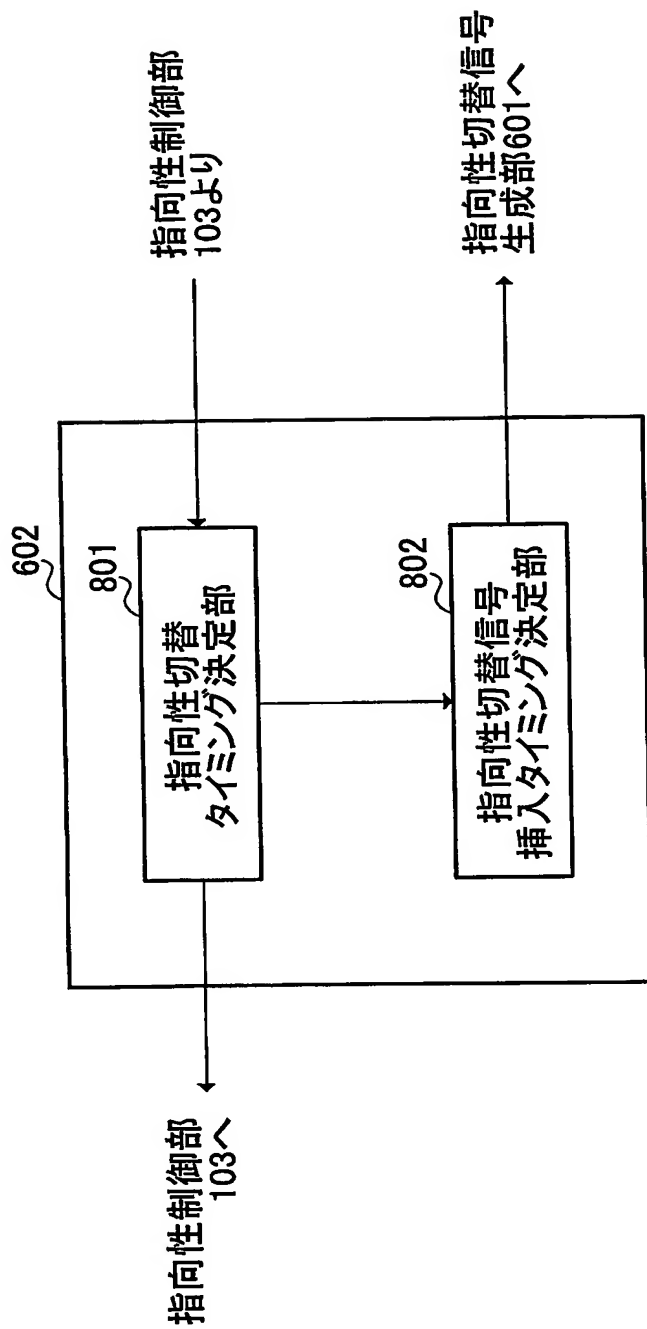 602
801
指向性切替
タイミング決定部
指向性制御部
103より
指向性制御部
103へ
802
指向性切替信号
挿入タイミング決定部
指向性切替信号
生成部601へ